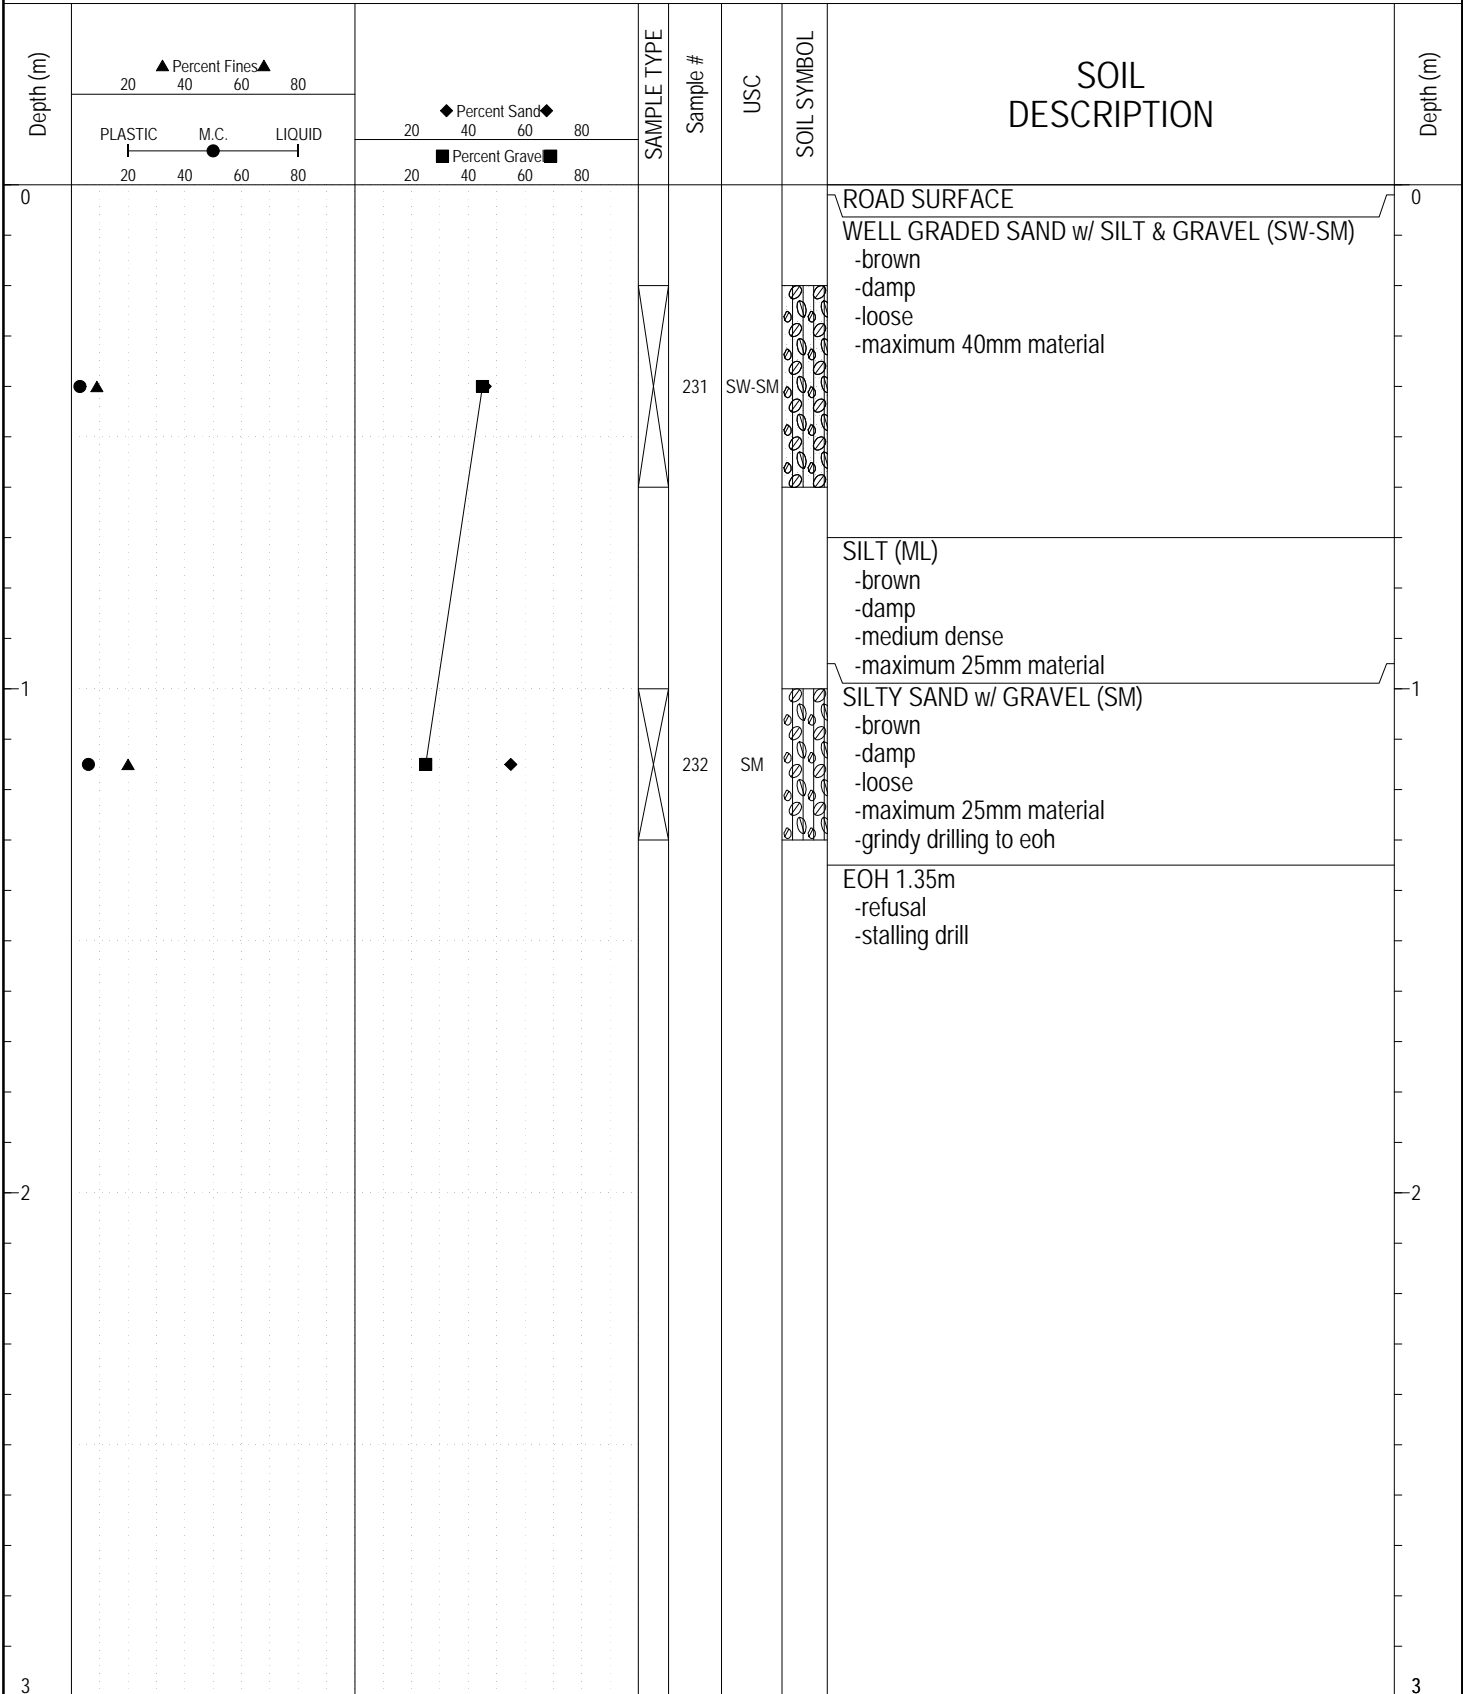 Depth (m)
▲ Percent Fines ▲
20 40 60 80
PLASTIC M.C. LIQUID
20 40 60 80
◆ Percent Sand ◆
20 40 60 80
■ Percent Gravel ■
20 40 60 80
SAMPLE TYPE
Sample #
USC
SOIL SYMBOL
SOIL
DESCRIPTION
Depth (m)
0
ROAD SURFACE
0
WELL GRADED SAND w/ SILT & GRAVEL (SW-SM)
-brown
-damp
-loose
-maximum 40mm material
231 SW-SM
SILT (ML)
-brown
-damp
-medium dense
-maximum 25mm material
1
SILTY SAND w/ GRAVEL (SM)
1
-brown
-damp
232 SM
-loose
-maximum 25mm material
-grindy drilling to eoh
EOH 1.35m
-refusal
-stalling drill
2
2
3
3